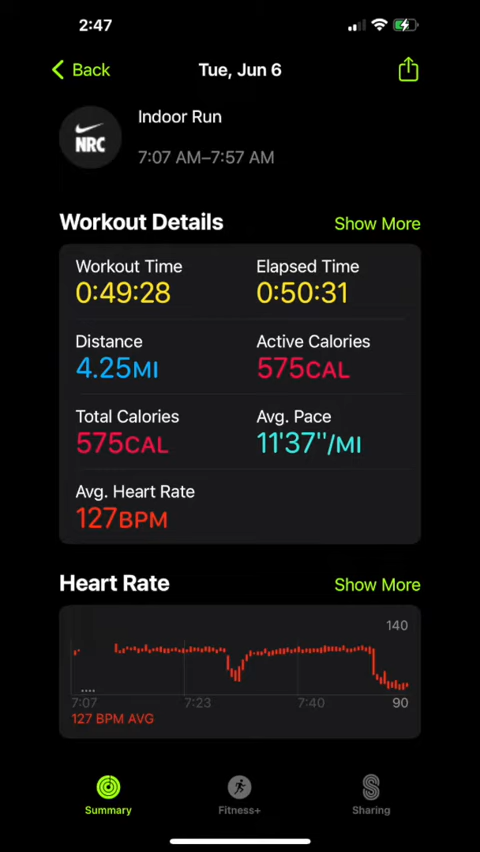 2:47
Back
Tue, Jun 6
NRC
Indoor Run
7:07 AM–7:57 AM
Workout Details
Show More
Workout Time
Elapsed Time
0:49:28
0:50:31
Distance
Active Calories
4.25MI
575CAL
Total Calories
Avg. Pace
575CAL
11'37"/MI
Avg. Heart Rate
127BPM
Heart Rate
Show More
140
7:07
7:23
7:40
90
127 BPM AVG
Summary
Fitness+
Sharing